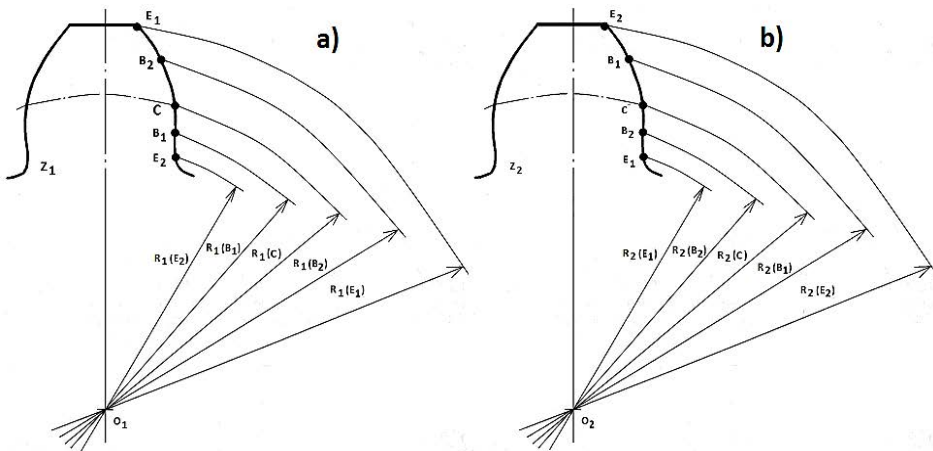 a)
E1
B2
C
B1
E2
Z1
R1(E2)
R1(B1)
R1(C)
R1(B2)
R1(E1)
O1
b)
E2
B1
C
B2
E1
Z2
R2(E1)
R2(B2)
R2(C)
R2(B1)
R2(E2)
O2